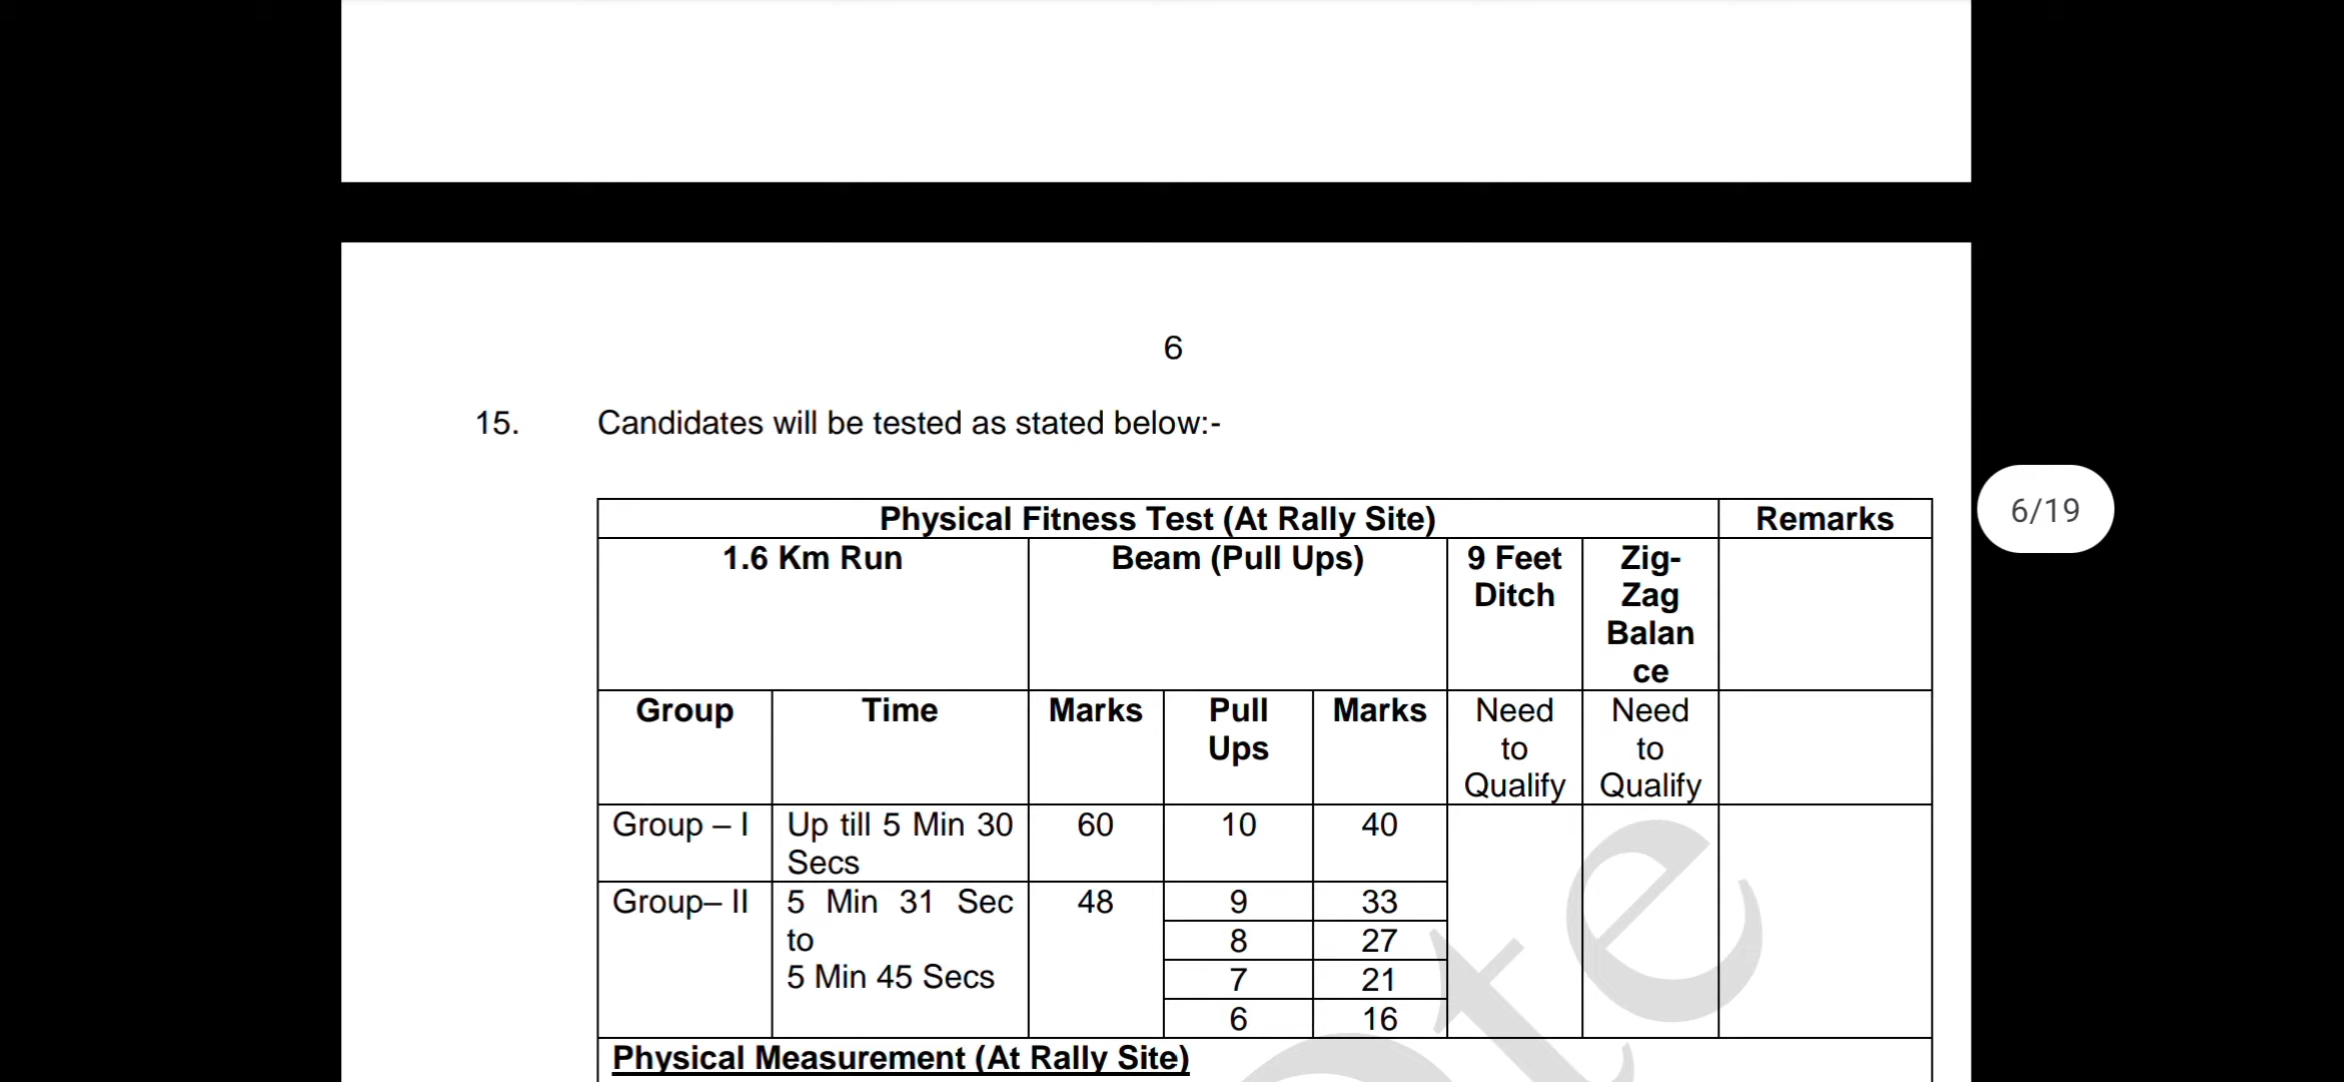 6
15. Candidates will be tested as stated below:-
Physical Fitness Test (At Rally Site) Remarks
1.6 Km Run Beam (Pull Ups) 9 Feet Ditch Zig-Zag Balan ce
Group Time Marks Pull Ups Marks Need to Qualify Need to Qualify
Group – I Up till 5 Min 30 Secs 60 10 40
Group– II 5 Min 31 Sec to 5 Min 45 Secs 48 9 33
8 27
7 21
6 16
Physical Measurement (At Rally Site)
6/19